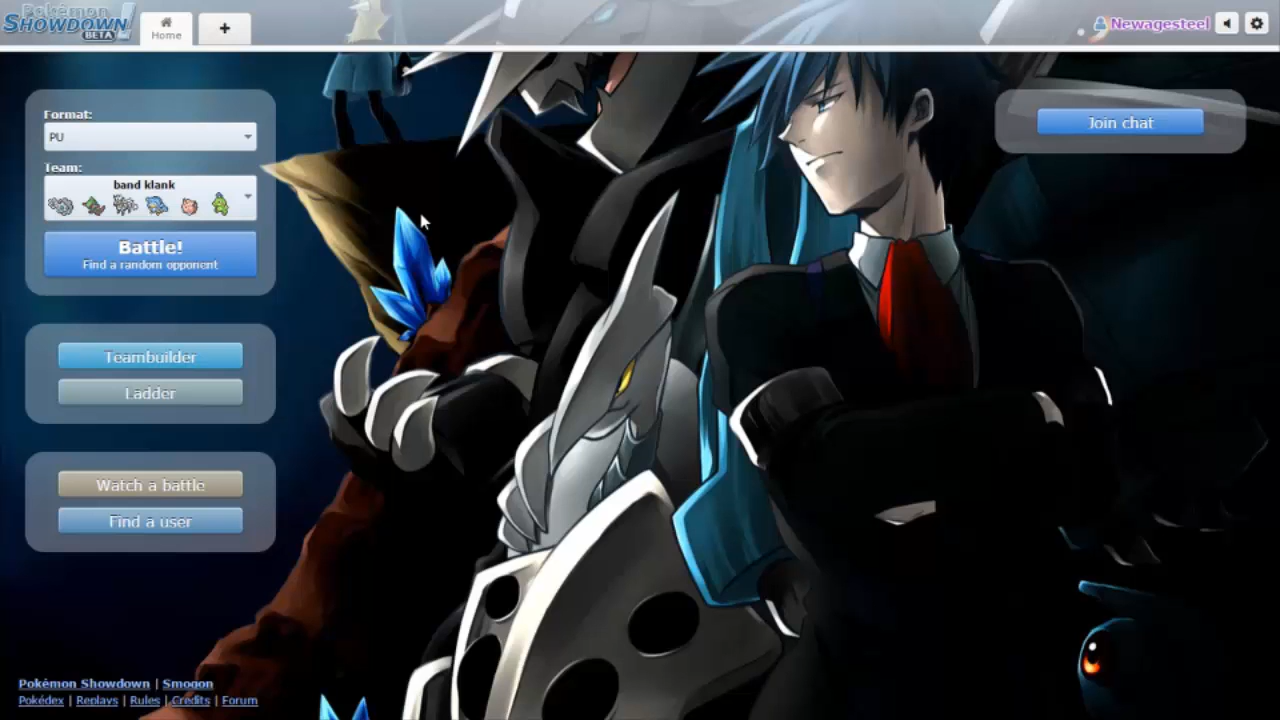 Pokémon
SHOWDOWN!
BETA
Home
+
Newagesteel
Format:
PU
Team:
band klank
Battle!
Find a random opponent
Join chat
Teambuilder
Ladder
Watch a battle
Find a user
Pokémon Showdown | Smogon
Pokédex | Replays | Rules | Credits | Forum